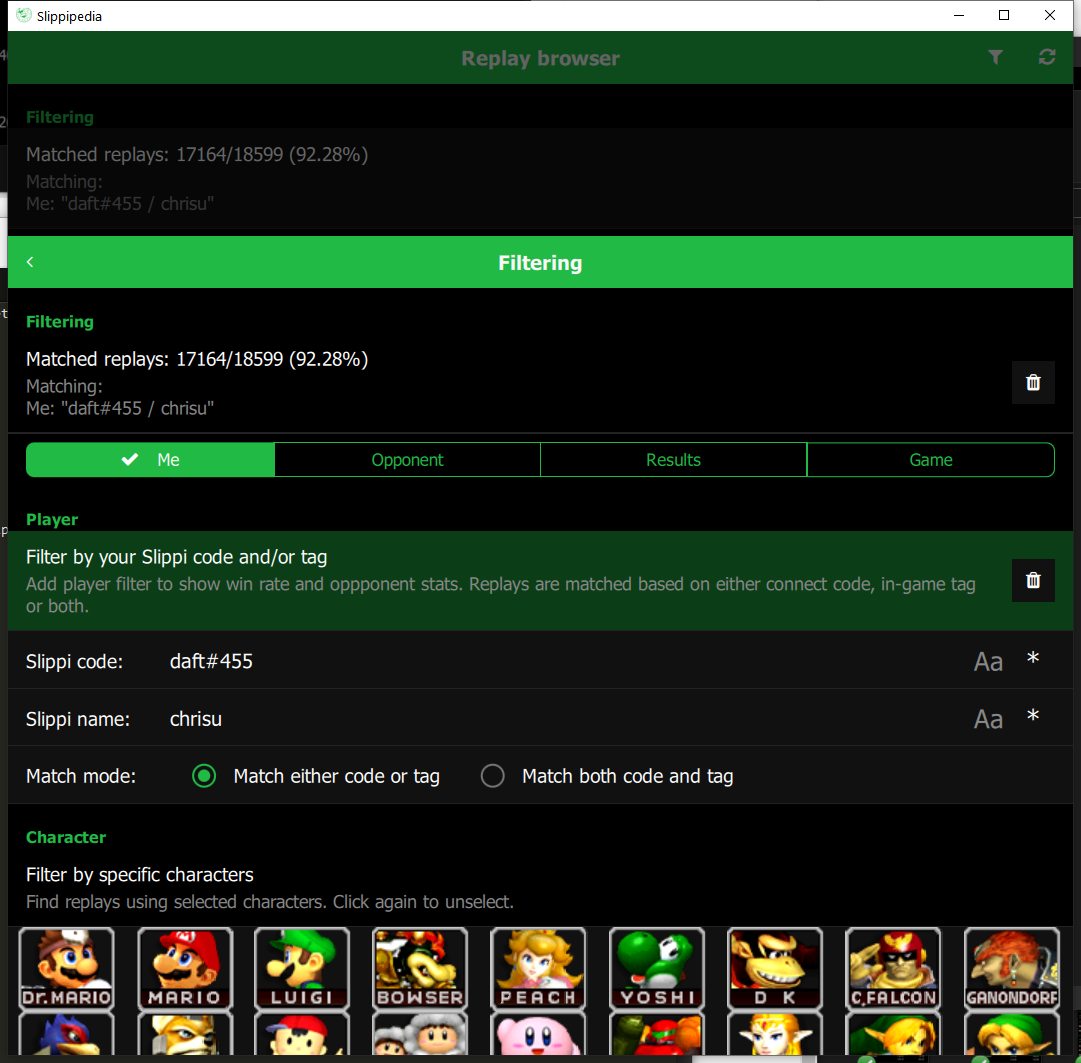 Slippipedia
Replay browser
Filtering
Matched replays: 17164/18599 (92.28%)
Matching:
Me: "daft#455 / chrisu"
Filtering
Filtering
Matched replays: 17164/18599 (92.28%)
Matching:
Me: "daft#455 / chrisu"
Me Opponent Results Game
Player
Filter by your Slippi code and/or tag
Add player filter to show win rate and oppponent stats. Replays are matched based on either connect code, in-game tag
or both.
Slippi code: daft#455 Aa *
Slippi name: chrisu Aa *
Match mode: Match either code or tag Match both code and tag
Character
Filter by specific characters
Find replays using selected characters. Click again to unselect.
DR.MARIO MARIO LUIGI BOWSER PEACH YOSHI D K C.FALCON GANONDORF